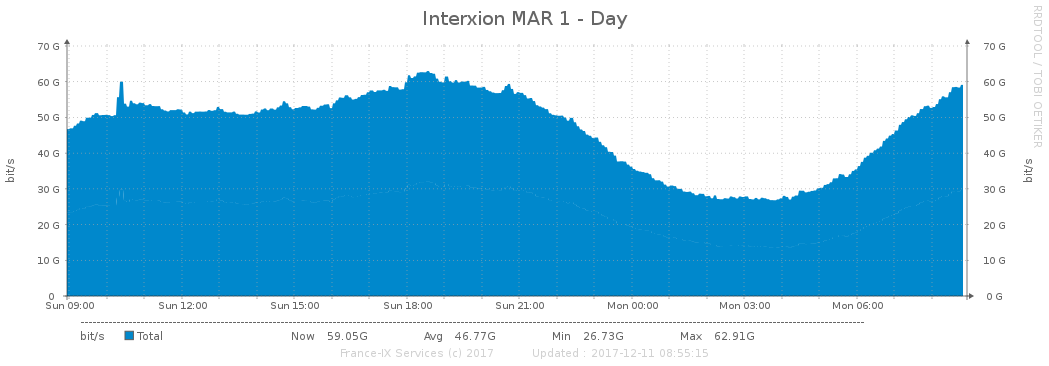 Interxion MAR 1 - Day
RRDTOOL / TOBI OETIKER
bit/s
70 G
60 G
50 G
40 G
30 G
20 G
10 G
0
70 G
60 G
50 G
40 G
30 G
20 G
10 G
0 G
bit/s
Sun 09:00 Sun 12:00 Sun 15:00 Sun 18:00 Sun 21:00 Mon 00:00 Mon 03:00 Mon 06:00
bit/s Total Now 59.05G Avg 46.77G Min 26.73G Max 62.91G
France-IX Services (c) 2017 Updated : 2017-12-11 08:55:15